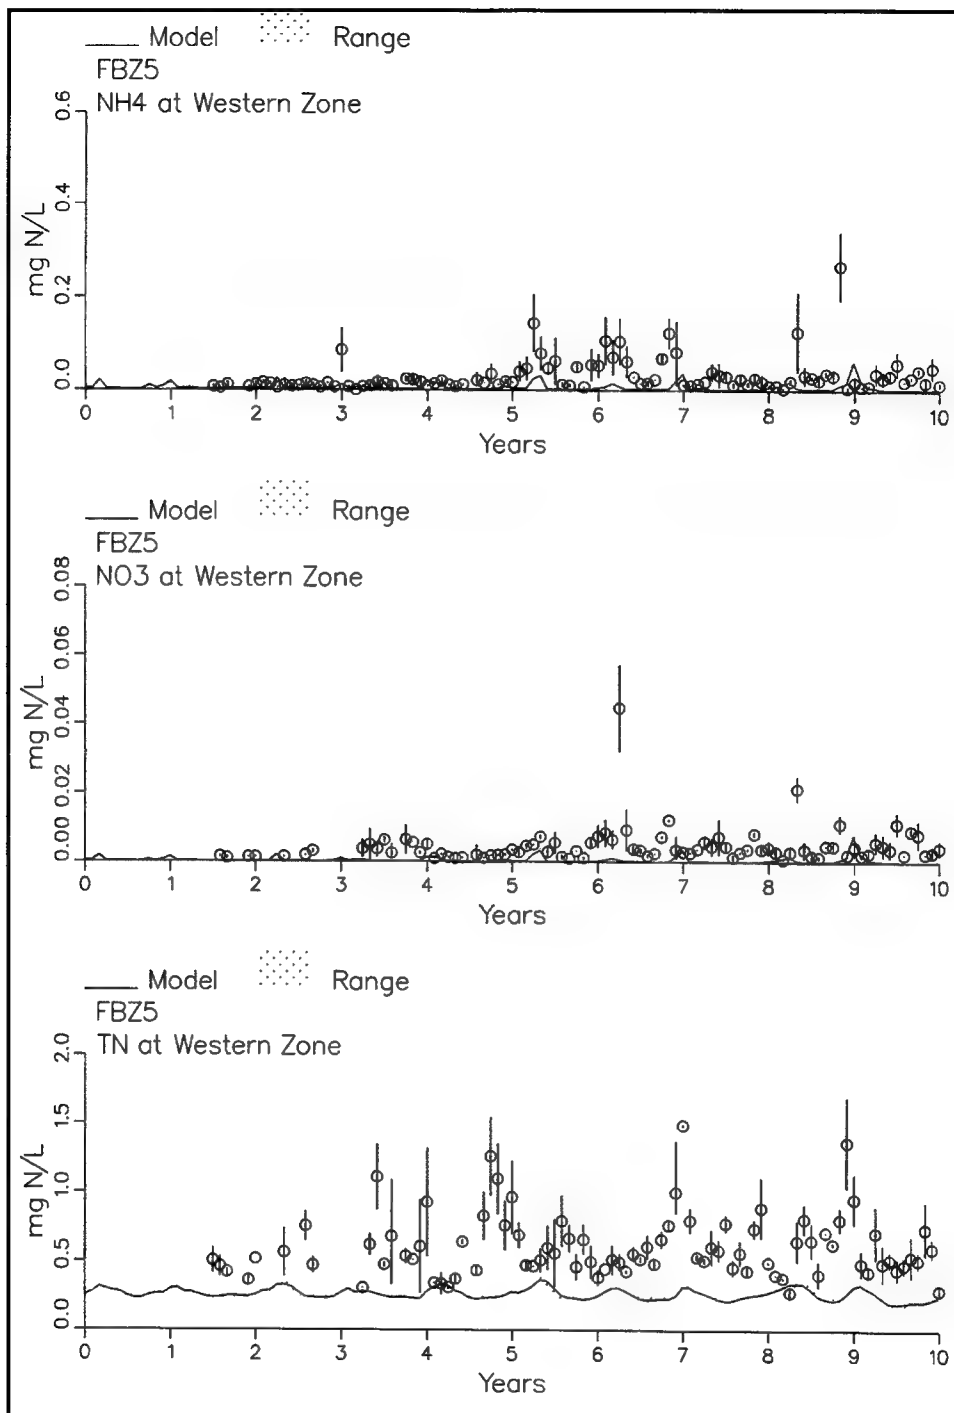 Model Range
FBZ5
NH4 at Western Zone
0.6
0.4
0.2
0.0
mg N/L
0 1 2 3 4 5 6 7 8 9 10
Years
Model Range
FBZ5
NO3 at Western Zone
0.08
0.06
0.04
0.02
0.00
mg N/L
0 1 2 3 4 5 6 7 8 9 10
Years
Model Range
FBZ5
TN at Western Zone
2.0
1.5
1.0
0.5
0.0
mg N/L
0 1 2 3 4 5 6 7 8 9 10
Years